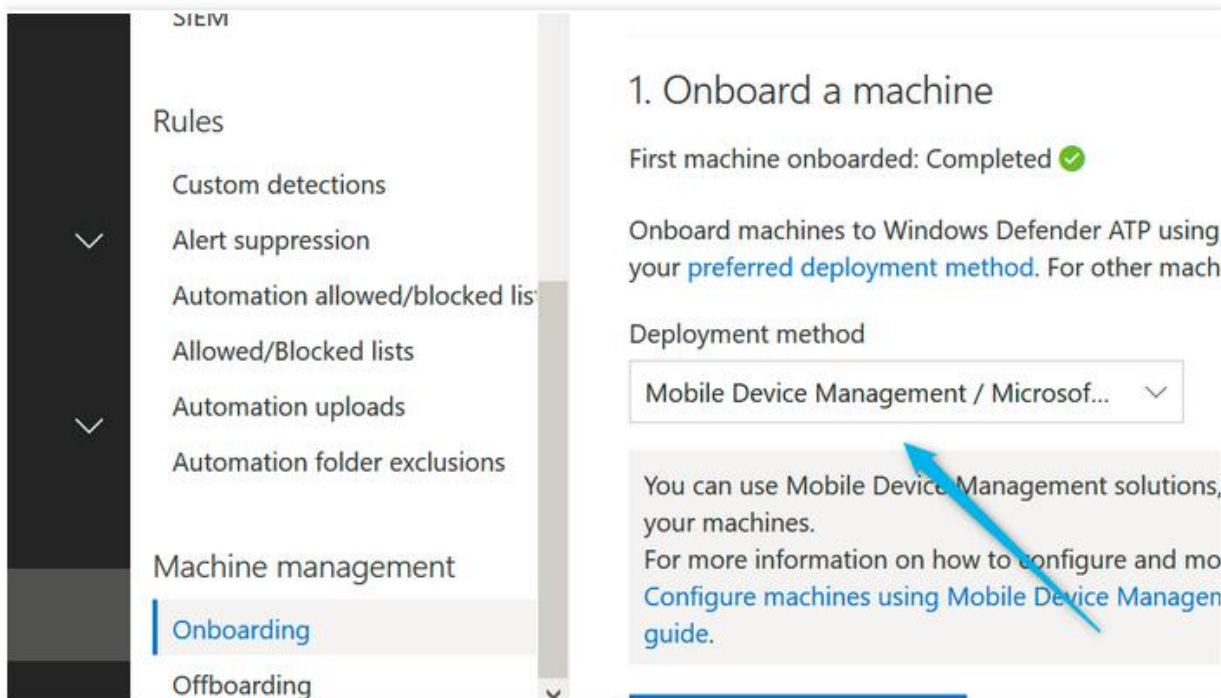 SIEM
Rules
Custom detections
Alert suppression
Automation allowed/blocked lis
Allowed/Blocked lists
Automation uploads
Automation folder exclusions
Machine management
Onboarding
Offboarding
1. Onboard a machine
First machine onboarded: Completed
Onboard machines to Windows Defender ATP using
your preferred deployment method. For other mach
Deployment method
Mobile Device Management / Microsof...
You can use Mobile Device Management solutions,
your machines.
For more information on how to configure and mo
Configure machines using Mobile Device Managem
guide.